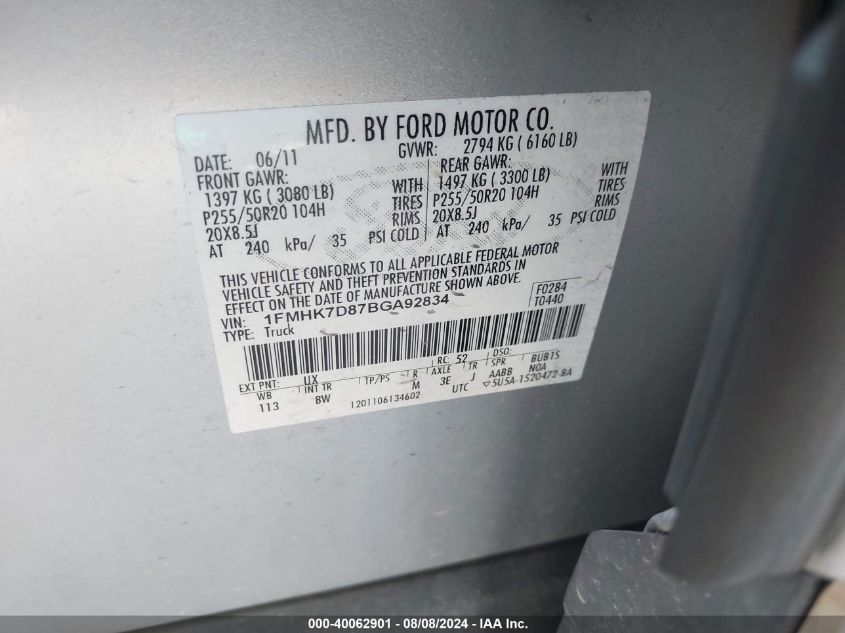 MFD. BY FORD MOTOR CO.
DATE: 06/11 GVWR: 2794 KG ( 6160 LB)
FRONT GAWR: REAR GAWR:
1397 KG ( 3080 LB) WITH 1497 KG ( 3300 LB) WITH
P255/50R20 104H TIRES P255/50R20 104H TIRES
20X8.5J RIMS 20X8.5J RIMS
AT 240 kPa/ 35 PSI COLD AT 240 kPa/ 35 PSI COLD
THIS VEHICLE CONFORMS TO ALL APPLICABLE FEDERAL MOTOR
VEHICLE SAFETY AND THEFT PREVENTION STANDARDS IN
EFFECT ON THE DATE OF MANUFACTURE SHOWN ABOVE.
VIN: 1FMHK7D87BGA92834 F0284
TYPE: Truck T0440
EXT PNT: UX RC: 52 DSO:
WB INT TR TP/PS R AXLE TR SPR BUB1S
113 BW M 3E J AABB NOA
1201106134602 UTC 5U5A-1520472-BA
000-40062901 - 08/08/2024 - IAA Inc.